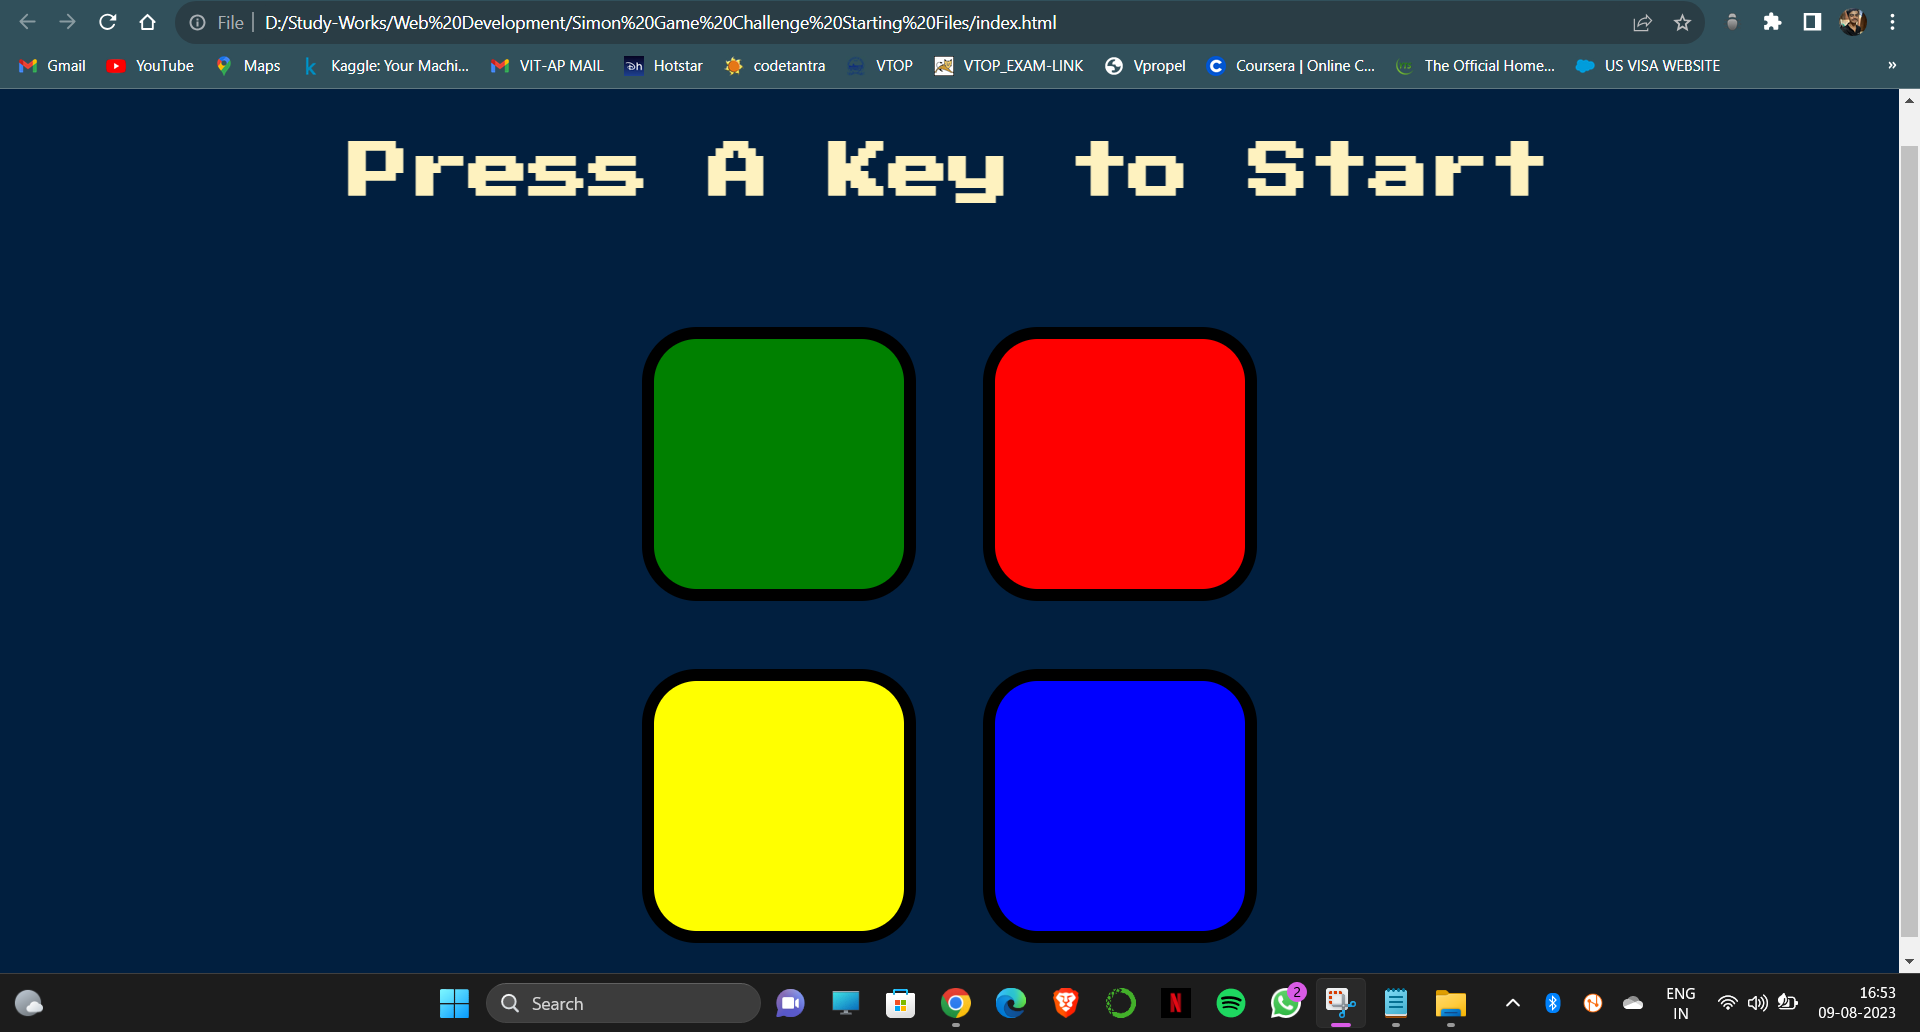 File | D:/Study-Works/Web%20Development/Simon%20Game%20Challenge%20Starting%20Files/index.html
Gmail YouTube Maps Kaggle: Your Machi... VIT-AP MAIL Hotstar codetantra VTOP VTOP_EXAM-LINK Vpropel Coursera | Online C... The Official Home... US VISA WEBSITE »
Press A Key to Start
Search
2
ENG
IN
16:53
09-08-2023